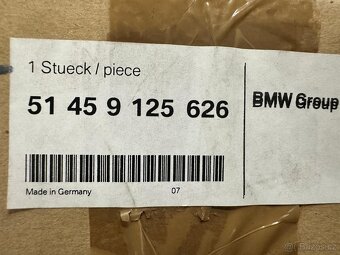 1 Stueck / piece
51 45 9 125 626
BMW Group
Made in Germany 07